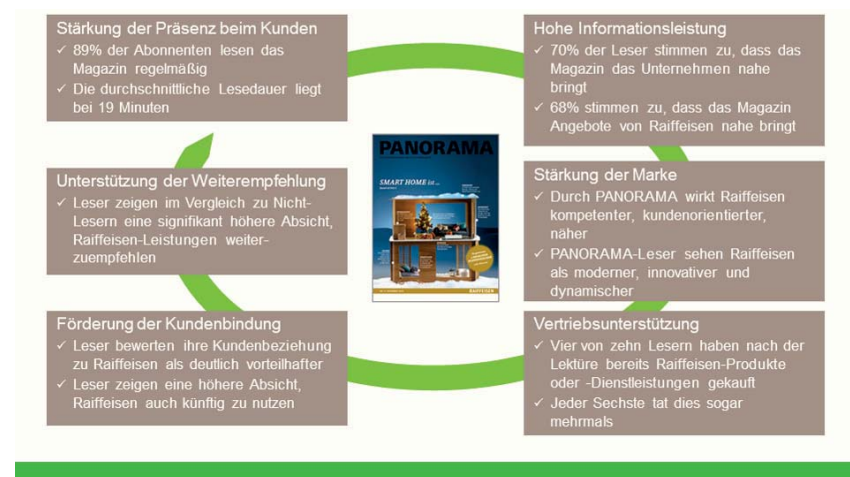 Stärkung der Präsenz beim Kunden
✓ 89% der Abonnenten lesen das
Magazin regelmäßig
✓ Die durchschnittliche Lesedauer liegt
bei 19 Minuten
Hohe Informationsleistung
✓ 70% der Leser stimmen zu, dass das
Magazin das Unternehmen nahe
bringt
✓ 68% stimmen zu, dass das Magazin
Angebote von Raiffeisen nahe bringt
Unterstützung der Weiterempfehlung
✓ Leser zeigen im Vergleich zu Nicht-
Lesern eine signifikant höhere Absicht,
Raiffeisen-Leistungen weiter-
zuempfehlen
PANORAMA
SMART HOME ist ...
RAIFFEISEN
Stärkung der Marke
✓ Durch PANORAMA wirkt Raiffeisen
kompetenter, kundenorientierter,
näher
✓ PANORAMA-Leser sehen Raiffeisen
als moderner, innovativer und
dynamischer
Förderung der Kundenbindung
✓ Leser bewerten ihre Kundenbeziehung
zu Raiffeisen als deutlich vorteilhafter
✓ Leser zeigen eine höhere Absicht,
Raiffeisen auch künftig zu nutzen
Vertriebsunterstützung
✓ Vier von zehn Lesern haben nach der
Lektüre bereits Raiffeisen-Produkte
oder -Dienstleistungen gekauft
✓ Jeder Sechste tat dies sogar
mehrmals